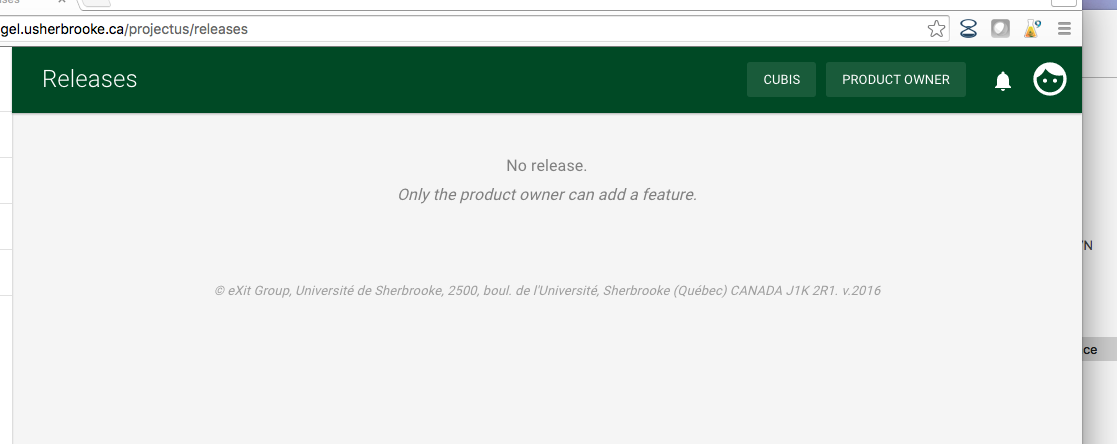 gel.usherbrooke.ca/projectus/releases
Releases
CUBIS
PRODUCT OWNER
No release.
Only the product owner can add a feature.
© eXit Group, Université de Sherbrooke, 2500, boul. de l'Université, Sherbrooke (Québec) CANADA J1K 2R1. v.2016
ce